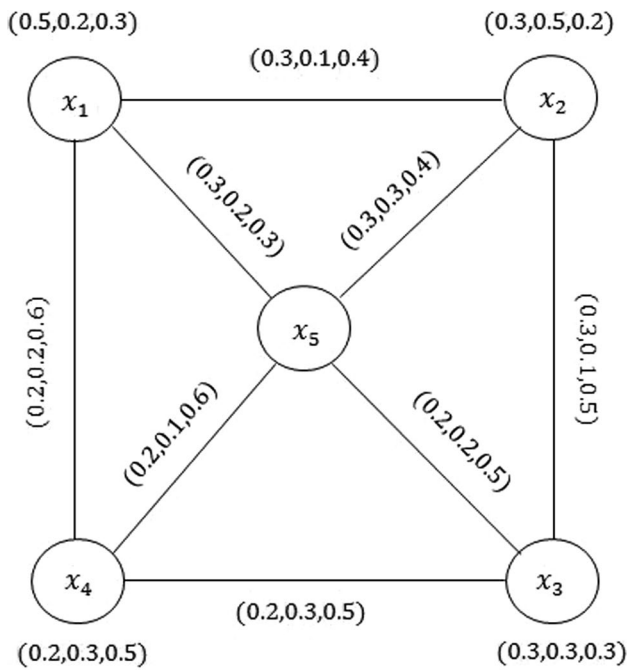 (0.5,0.2,0.3)
(0.3,0.5,0.2)
(0.3,0.1,0.4)
x₁
x₂
(0.3,0.2,0.3)
(0.3,0.3,0.4)
(0.2,0.2,0.6)
x₅
(0.3,0.1,0.5)
(0.2,0.1,0.6)
(0.2,0.2,0.5)
x₄
x₃
(0.2,0.3,0.5)
(0.2,0.3,0.5)
(0.3,0.3,0.3)